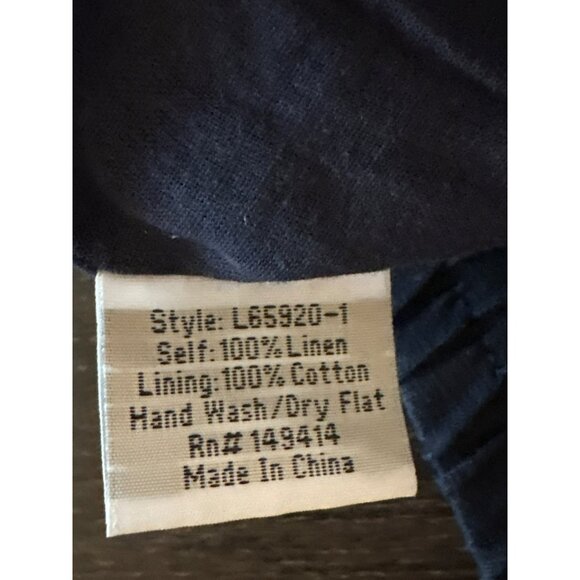 Style: L65920-1
Self: 100% Linen
Lining: 100% Cotton
Hand Wash/Dry Flat
Rn# 149414
Made In China